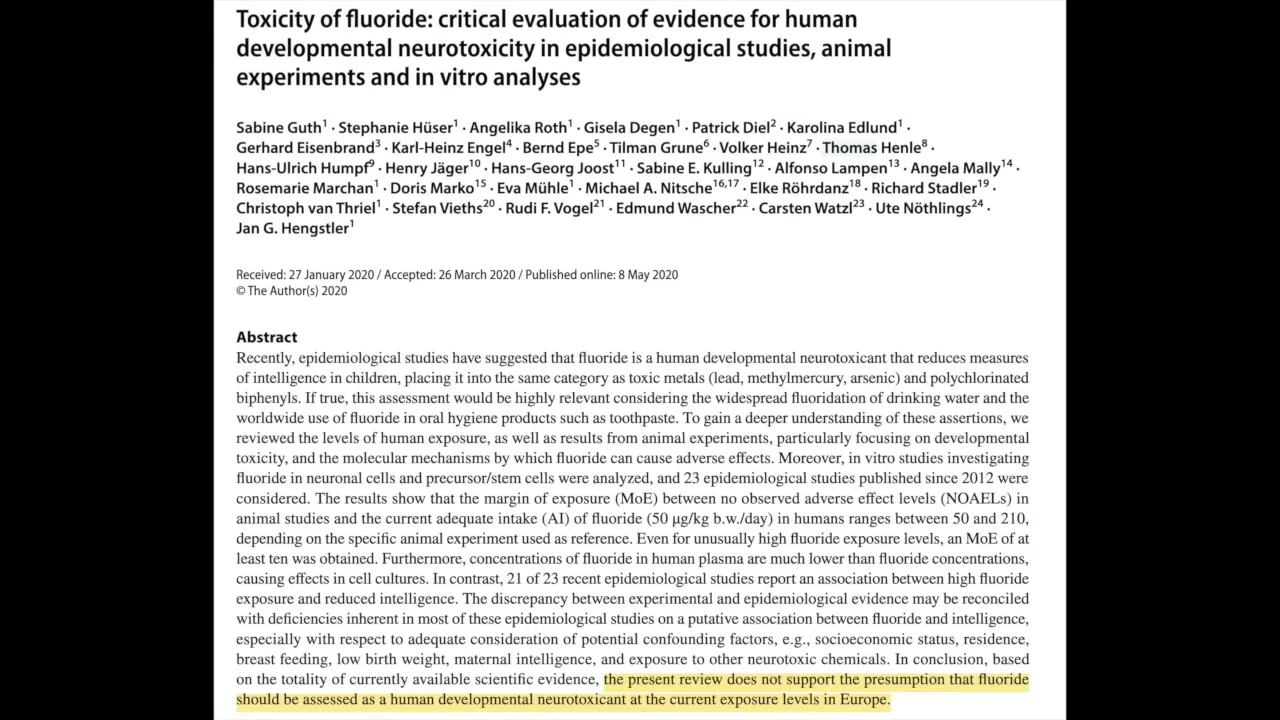 Toxicity of fluoride: critical evaluation of evidence for human
developmental neurotoxicity in epidemiological studies, animal
experiments and in vitro analyses
Sabine Guth¹ · Stephanie Hüser¹ · Angelika Roth¹ · Gisela Degen¹ · Patrick Diel² · Karolina Edlund¹ ·
Gerhard Eisenbrand³ · Karl-Heinz Engel⁴ · Bernd Epe⁵ · Tilman Grune⁶ · Volker Heinz⁷ · Thomas Henle⁸ ·
Hans-Ulrich Humpf⁹ · Henry Jäger¹⁰ · Hans-Georg Joost¹¹ · Sabine E. Kulling¹² · Alfonso Lampen¹³ · Angela Mally¹⁴ ·
Rosemarie Marchan¹ · Doris Marko¹⁵ · Eva Mühle¹ · Michael A. Nitsche¹⁶,¹⁷ · Elke Röhrdanz¹⁸ · Richard Stadler¹⁹ ·
Christoph van Thriel¹ · Stefan Vieths²⁰ · Rudi F. Vogel²¹ · Edmund Wascher²² · Carsten Watzl²³ · Ute Nöthlings²⁴ ·
Jan G. Hengstler¹
Received: 27 January 2020 / Accepted: 26 March 2020 / Published online: 8 May 2020
© The Author(s) 2020
Abstract
Recently, epidemiological studies have suggested that fluoride is a human developmental neurotoxicant that reduces measures
of intelligence in children, placing it into the same category as toxic metals (lead, methylmercury, arsenic) and polychlorinated
biphenyls. If true, this assessment would be highly relevant considering the widespread fluoridation of drinking water and the
worldwide use of fluoride in oral hygiene products such as toothpaste. To gain a deeper understanding of these assertions, we
reviewed the levels of human exposure, as well as results from animal experiments, particularly focusing on developmental
toxicity, and the molecular mechanisms by which fluoride can cause adverse effects. Moreover, in vitro studies investigating
fluoride in neuronal cells and precursor/stem cells were analyzed, and 23 epidemiological studies published since 2012 were
considered. The results show that the margin of exposure (MoE) between no observed adverse effect levels (NOAELs) in
animal studies and the current adequate intake (AI) of fluoride (50 µg/kg b.w./day) in humans ranges between 50 and 210,
depending on the specific animal experiment used as reference. Even for unusually high fluoride exposure levels, an MoE of at
least ten was obtained. Furthermore, concentrations of fluoride in human plasma are much lower than fluoride concentrations,
causing effects in cell cultures. In contrast, 21 of 23 recent epidemiological studies report an association between high fluoride
exposure and reduced intelligence. The discrepancy between experimental and epidemiological evidence may be reconciled
with deficiencies inherent in most of these epidemiological studies on a putative association between fluoride and intelligence,
especially with respect to adequate consideration of potential confounding factors, e.g., socioeconomic status, residence,
breast feeding, low birth weight, maternal intelligence, and exposure to other neurotoxic chemicals. In conclusion, based
on the totality of currently available scientific evidence, the present review does not support the presumption that fluoride
should be assessed as a human developmental neurotoxicant at the current exposure levels in Europe.